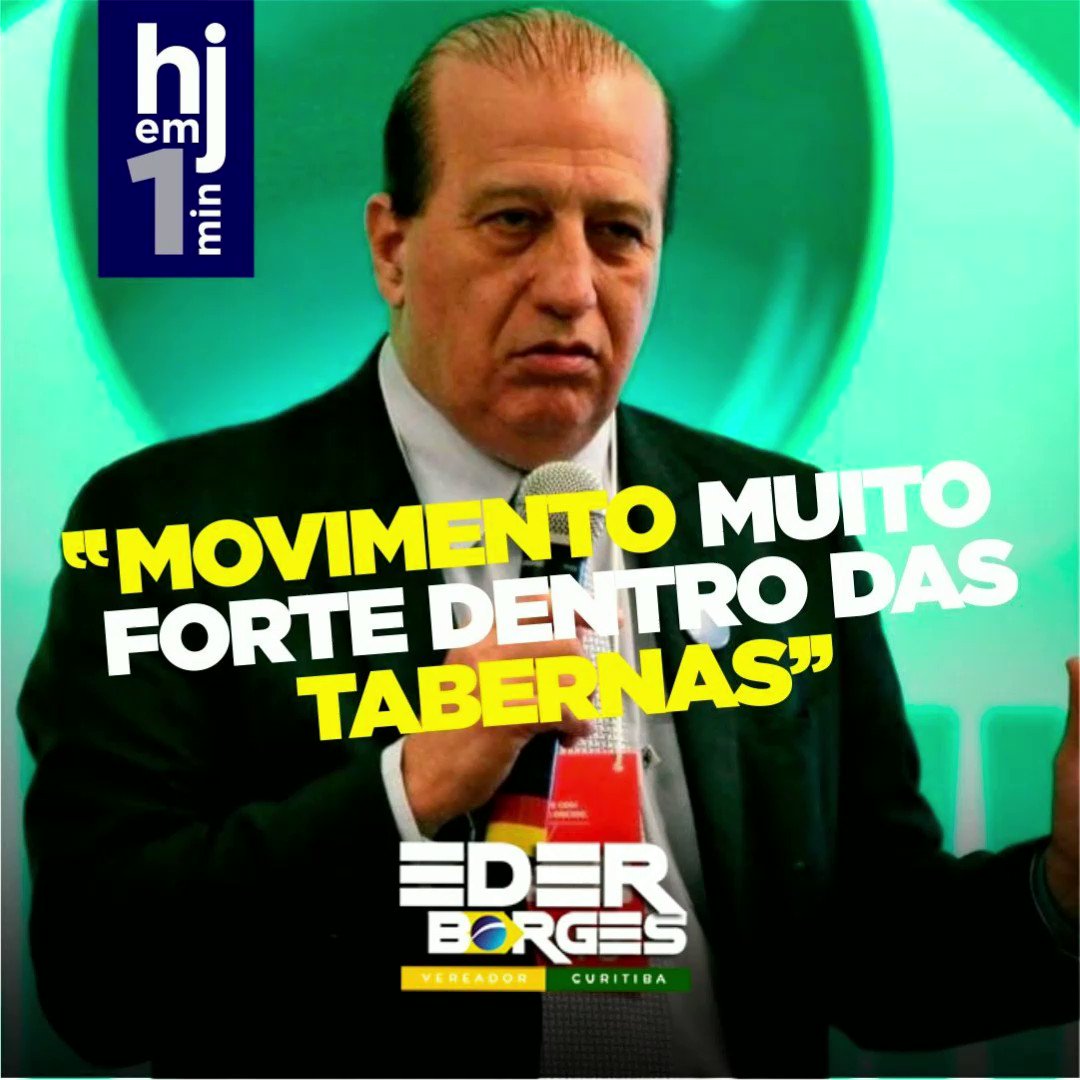 hj
em
1
min
“MOVIMENTO MUITO
FORTE DENTRO DAS
TABERNAS”
EDER
BORGES
VEREADOR CURITIBA